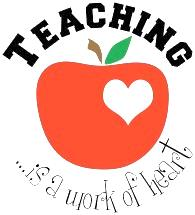 TEACHING
...is a work of heart